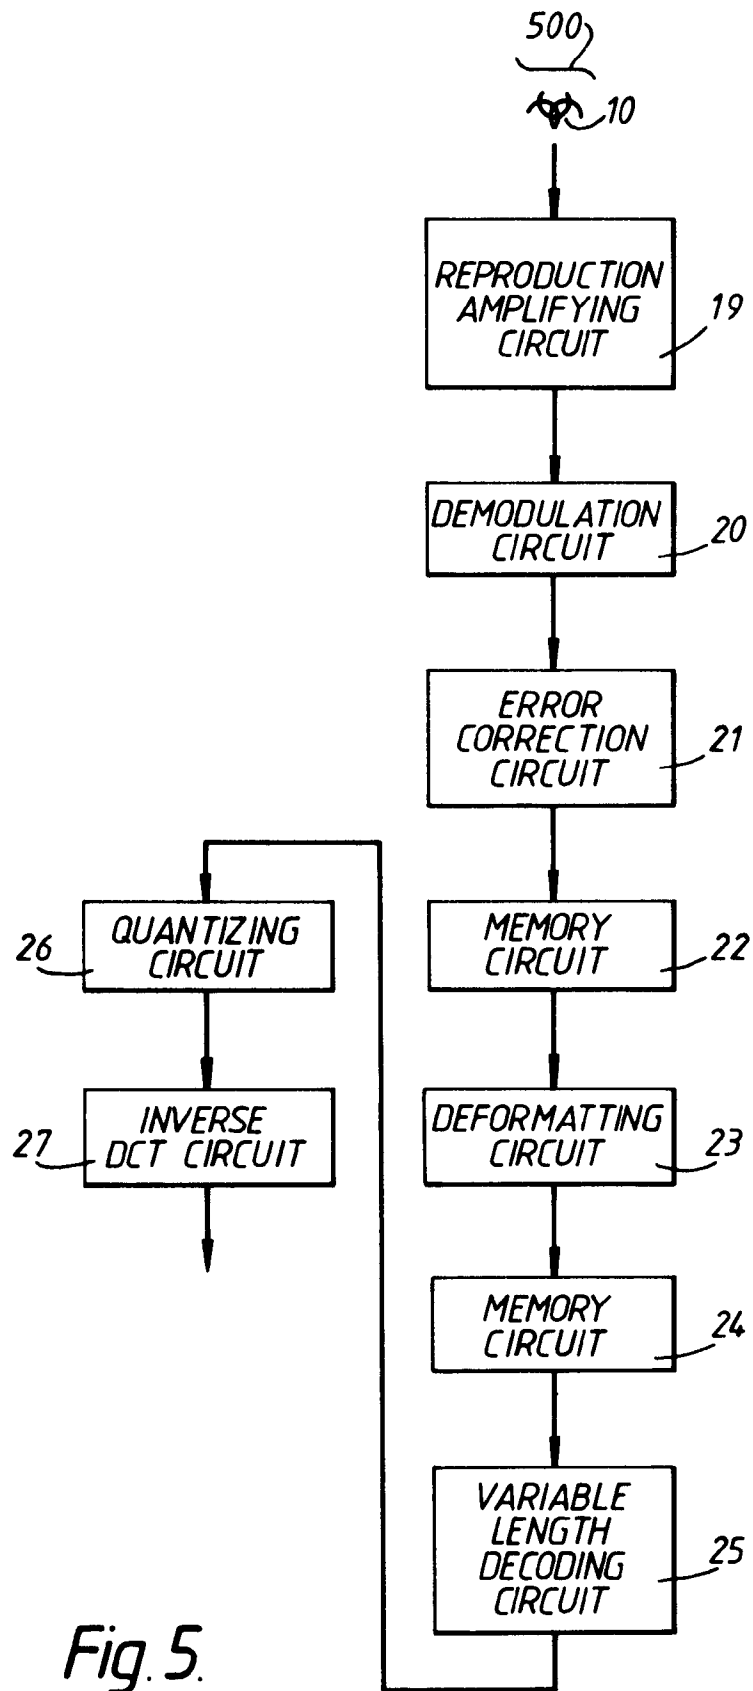 500
10
REPRODUCTION
AMPLIFYING
CIRCUIT
19
DEMODULATION
CIRCUIT
20
ERROR
CORRECTION
CIRCUIT
21
MEMORY
CIRCUIT
22
DEFORMATTING
CIRCUIT
23
MEMORY
CIRCUIT
24
VARIABLE
LENGTH
DECODING
CIRCUIT
25
QUANTIZING
CIRCUIT
26
INVERSE
DCT CIRCUIT
27
Fig. 5.